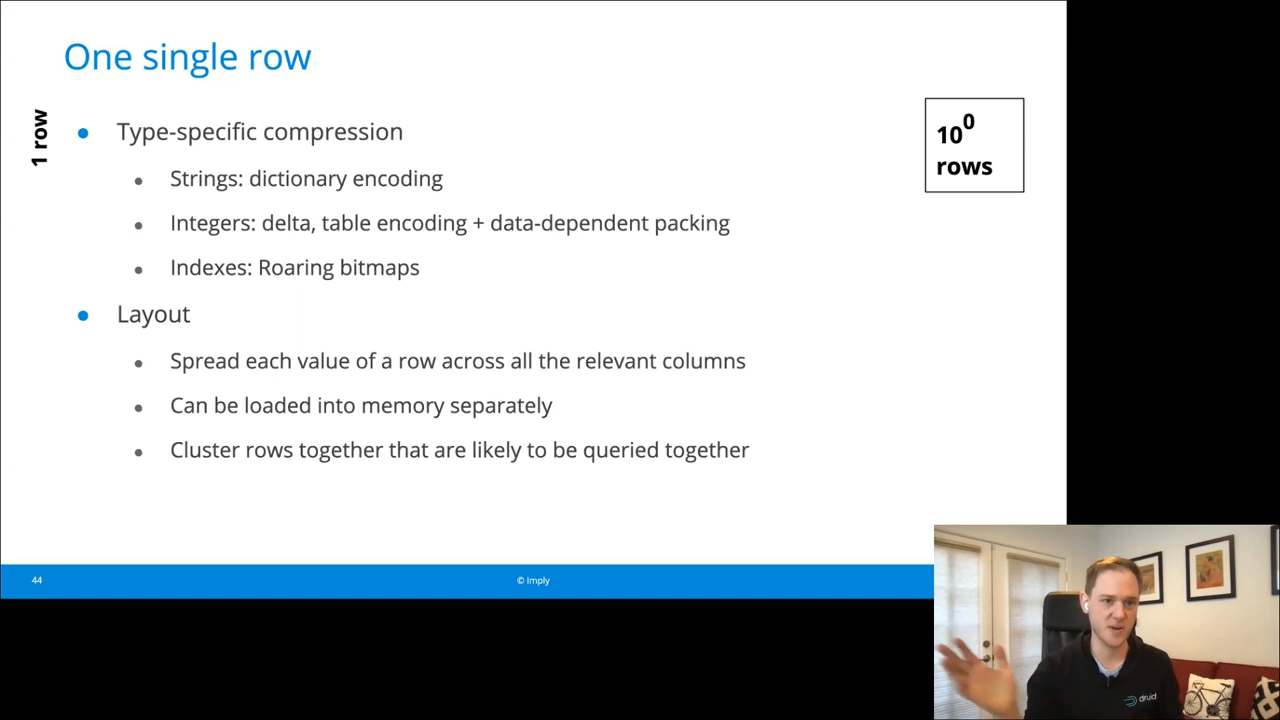 One single row
1 row
Type-specific compression
Strings: dictionary encoding
Integers: delta, table encoding + data-dependent packing
Indexes: Roaring bitmaps
Layout
Spread each value of a row across all the relevant columns
Can be loaded into memory separately
Cluster rows together that are likely to be queried together
10⁰
rows
44
© Imply
druid